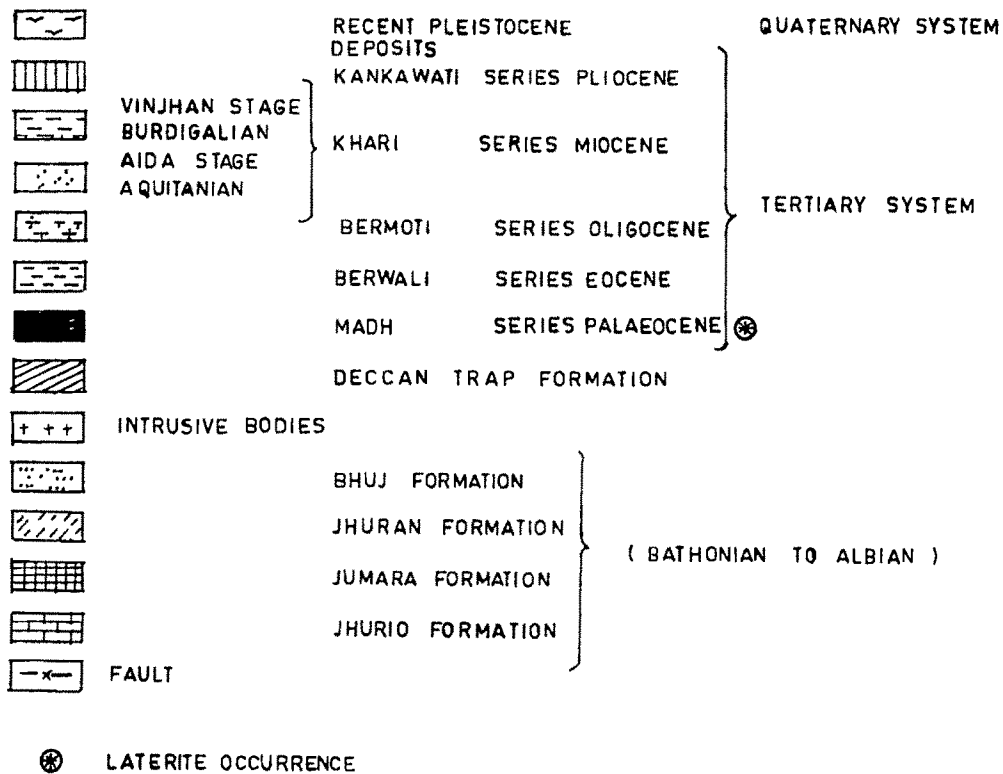 RECENT PLEISTOCENE DEPOSITS QUATERNARY SYSTEM
KANKAWATI SERIES PLIOCENE
VINJHAN STAGE
BURDIGALIAN
KHARI SERIES MIOCENE
AIDA STAGE
AQUITANIAN
TERTIARY SYSTEM
BERMOTI SERIES OLIGOCENE
BERWALI SERIES EOCENE
MADH SERIES PALAEOCENE
DECCAN TRAP FORMATION
INTRUSIVE BODIES
BHUJ FORMATION
JHURAN FORMATION
( BATHONIAN TO ALBIAN )
JUMARA FORMATION
JHURIO FORMATION
FAULT
LATERITE OCCURRENCE